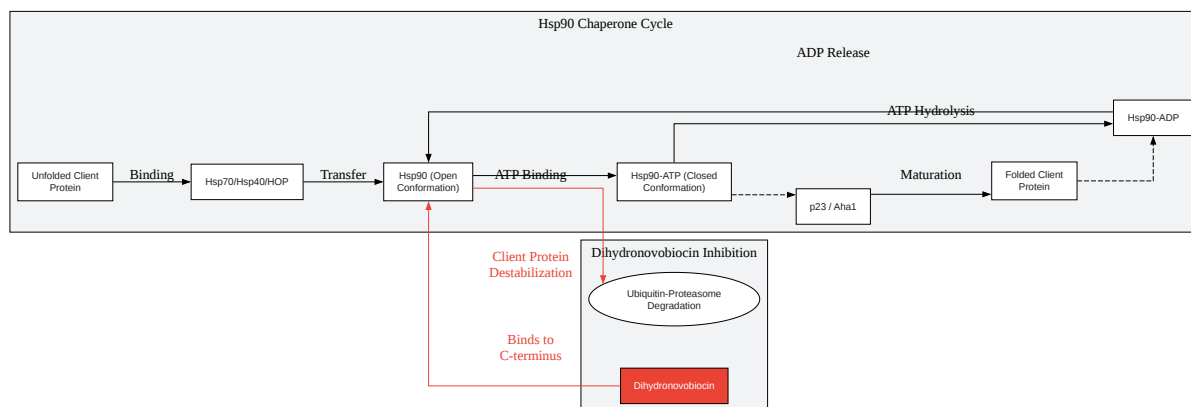 Hsp90 Chaperone Cycle
ADP Release
ATP Hydrolysis
Hsp90-ADP
Unfolded Client
Protein
Binding
Hsp70/Hsp40/HOP
Transfer
Hsp90 (Open
Conformation)
ATP Binding
Hsp90-ATP (Closed
Conformation)
p23 / Aha1
Maturation
Folded Client
Protein
Client Protein
Destabilization
Dihydronovobiocin Inhibition
Ubiquitin-Proteasome
Degradation
Binds to
C-terminus
Dihydronovobiocin